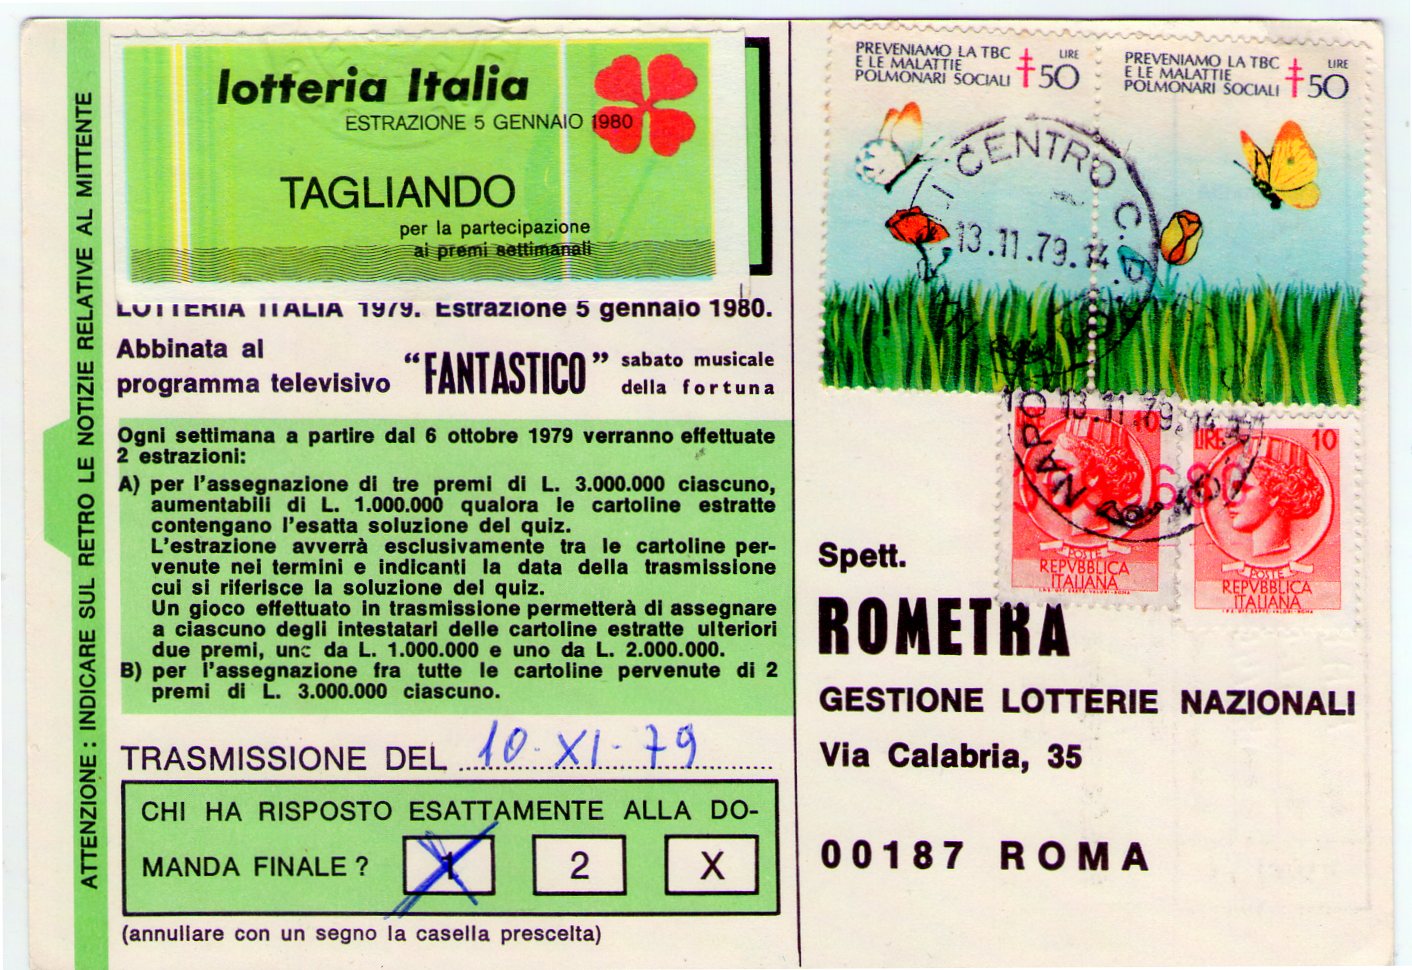 ATTENZIONE: INDICARE SUL RETRO LE NOTIZIE RELATIVE AL MITTENTE
lotteria Italia
ESTRAZIONE 5 GENNAIO 1980
TAGLIANDO
per la partecipazione
ai premi settimanali
LOTTERIA ITALIA 1979. Estrazione 5 gennaio 1980.
Abbinata al
programma televisivo "FANTASTICO" sabato musicale
della fortuna
Ogni settimana a partire dal 6 ottobre 1979 verranno effettuate
2 estrazioni:
A) per l'assegnazione di tre premi di L. 3.000.000 ciascuno,
aumentabili di L. 1.000.000 qualora le cartoline estratte
contengano l'esatta soluzione del quiz.
L'estrazione avverrà esclusivamente tra le cartoline per-
venute nei termini e indicanti la data della trasmissione
cui si riferisce la soluzione del quiz.
Un gioco effettuato in trasmissione permetterà di assegnare
a ciascuno degli intestatari delle cartoline estratte ulteriori
due premi, uno da L. 1.000.000 e uno da L. 2.000.000.
B) per l'assegnazione fra tutte le cartoline pervenute di 2
premi di L. 3.000.000 ciascuno.
TRASMISSIONE DEL 10-XI-79
CHI HA RISPOSTO ESATTAMENTE ALLA DO-
MANDA FINALE? 1 2 X
(annullare con un segno la casella prescelta)
PREVENIAMO LA TBC
E LE MALATTIE
POLMONARI SOCIALI
LIRE
50
PREVENIAMO LA TBC
E LE MALATTIE
POLMONARI SOCIALI
LIRE
50
CENTRO C.
13.11.79.14
NAPO
13.11.79.14
10
POSTE
REPVBBLICA
ITALIANA
LIRE 10
POSTE
REPVBBLICA
ITALIANA
Spett.
ROMETRA
GESTIONE LOTTERIE NAZIONALI
Via Calabria, 35
00187 ROMA